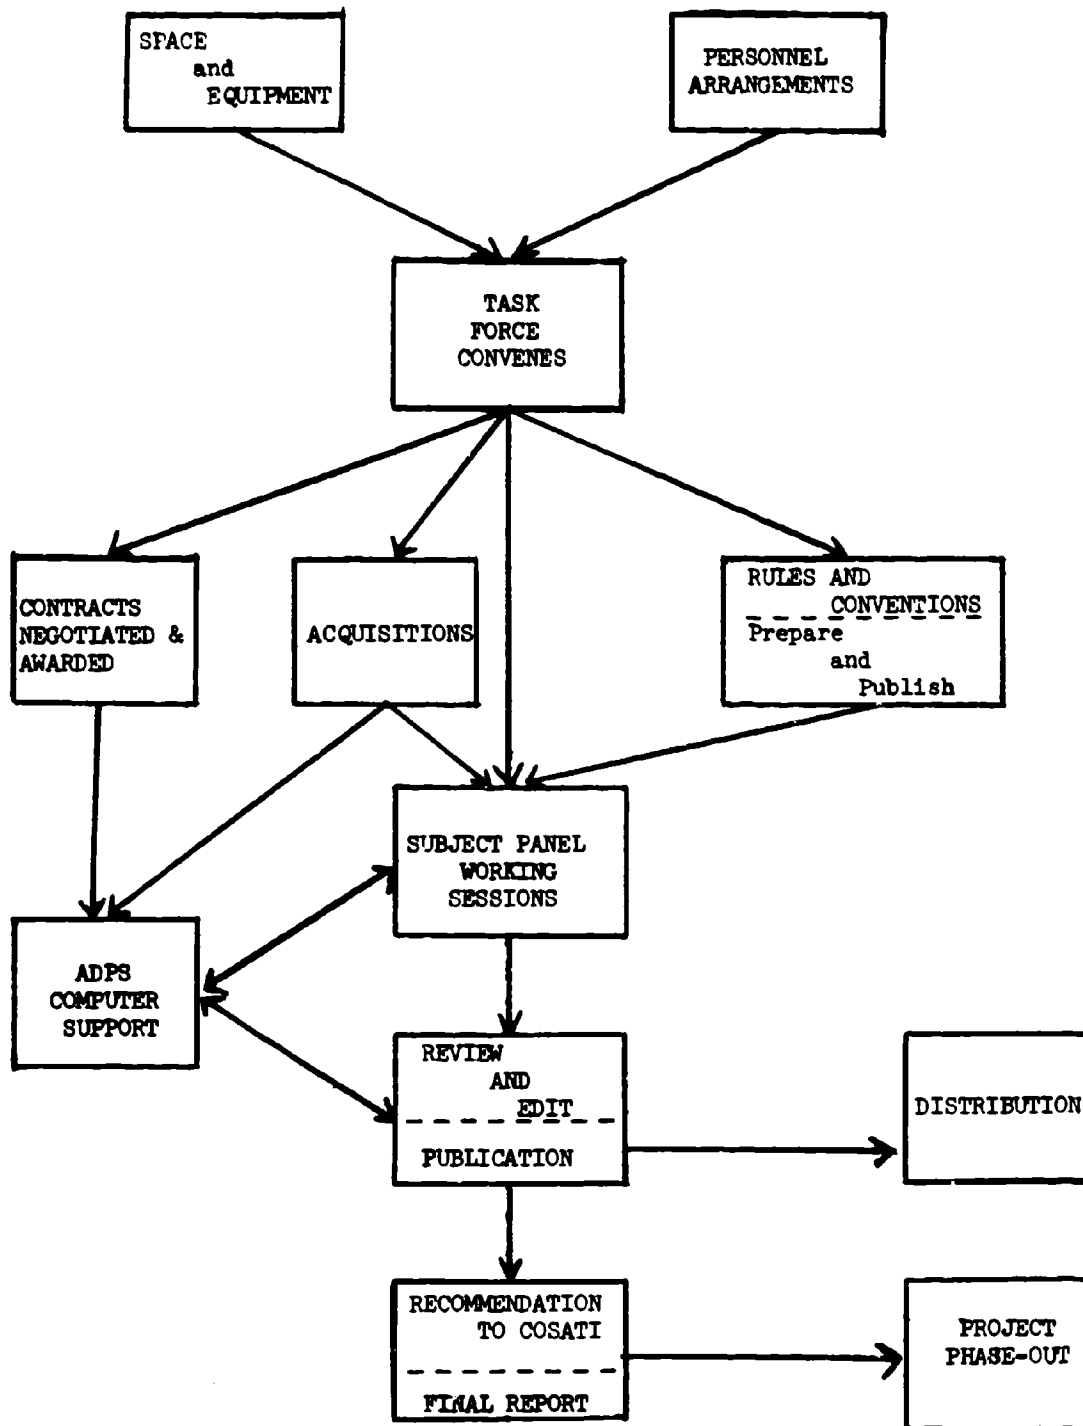 SPACE
and
EQUIPMENT
PERSONNEL
ARRANGEMENTS
TASK
FORCE
CONVENES
CONTRACTS
NEGOTIATED &
AWARDED
ACQUISITIONS
RULES AND
CONVENTIONS
Prepare
and
Publish
SUBJECT PANEL
WORKING
SESSIONS
ADPS
COMPUTER
SUPPORT
REVIEW
AND
EDIT
PUBLICATION
DISTRIBUTION
RECOMMENDATION
TO COSATI
FINAL REPORT
PROJECT
PHASE-OUT